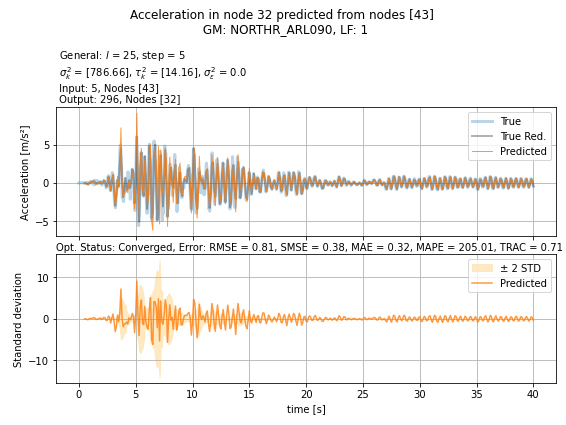 Acceleration in node 32 predicted from nodes [43]
GM: NORTHR_ARL090, LF: 1
General: l = 25, step = 5
σ²ₖ = [786.66], τ²ₖ = [14.16], σ²ε = 0.0
Input: 5, Nodes [43]
Output: 296, Nodes [32]
True
True Red.
Predicted
5
0
−5
Acceleration [m/s²]
Opt. Status: Converged, Error: RMSE = 0.81, SMSE = 0.38, MAE = 0.32, MAPE = 205.01, TRAC = 0.71
± 2 STD
Predicted
10
0
−10
Standard deviation
0 5 10 15 20 25 30 35 40
time [s]